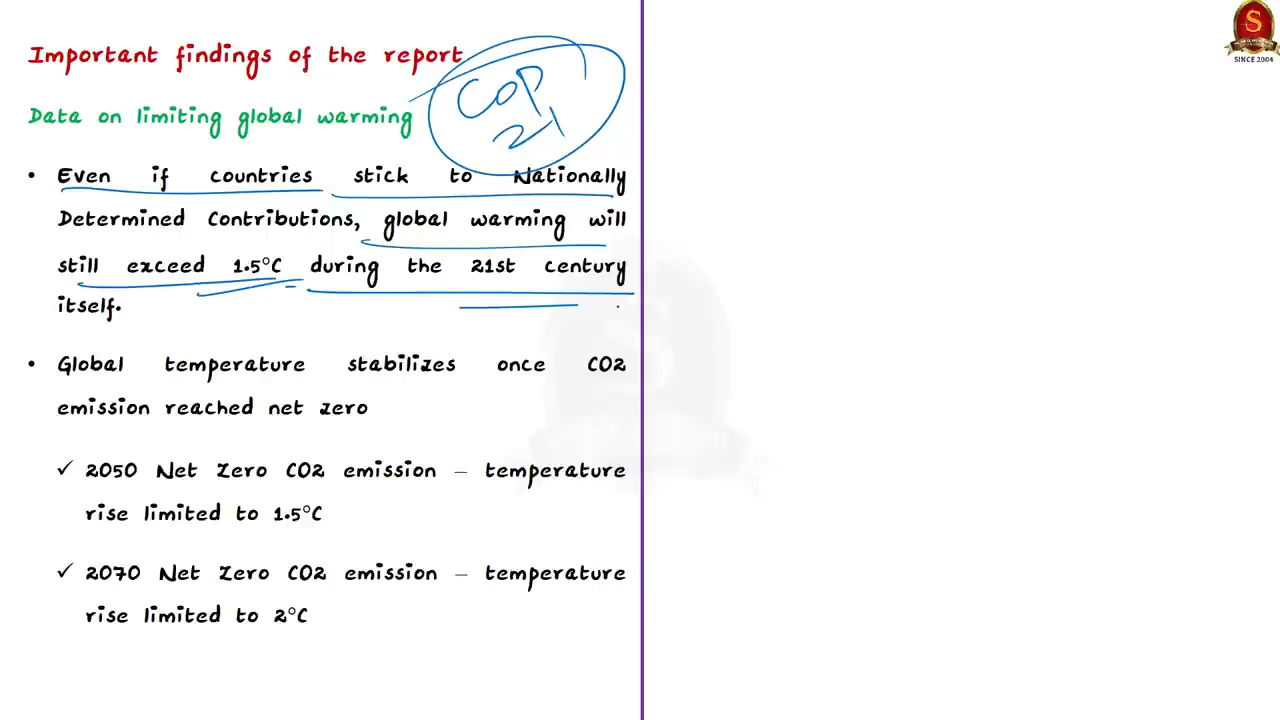 Important findings of the report
COP
21
Data on limiting global warming
• Even if countries stick to Nationally
Determined Contributions, global warming will
still exceed 1.5°C during the 21st century
itself.
• Global temperature stabilizes once CO2
emission reached net zero
✓ 2050 Net Zero CO2 emission – temperature
rise limited to 1.5°C
✓ 2070 Net Zero CO2 emission – temperature
rise limited to 2°C
S
SINCE 2004